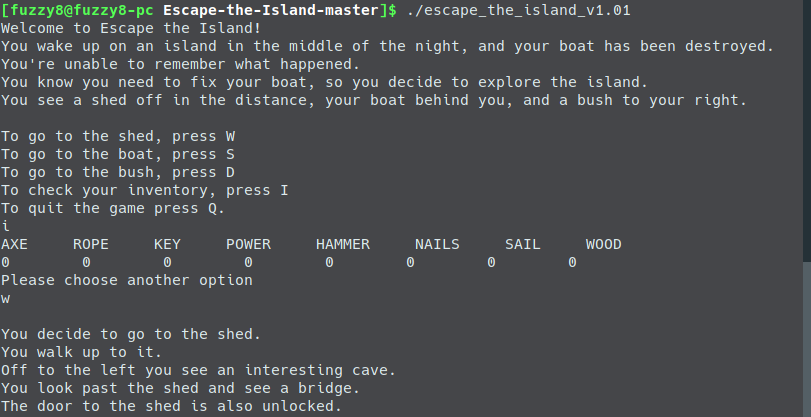 [fuzzy8@fuzzy8-pc Escape-the-Island-master]$ ./escape_the_island_v1.01
Welcome to Escape the Island!
You wake up on an island in the middle of the night, and your boat has been destroyed.
You're unable to remember what happened.
You know you need to fix your boat, so you decide to explore the island.
You see a shed off in the distance, your boat behind you, and a bush to your right.
To go to the shed, press W
To go to the boat, press S
To go to the bush, press D
To check your inventory, press I
To quit the game press Q.
i
AXE ROPE KEY POWER HAMMER NAILS SAIL WOOD
0 0 0 0 0 0 0 0
Please choose another option
w
You decide to go to the shed.
You walk up to it.
Off to the left you see an interesting cave.
You look past the shed and see a bridge.
The door to the shed is also unlocked.